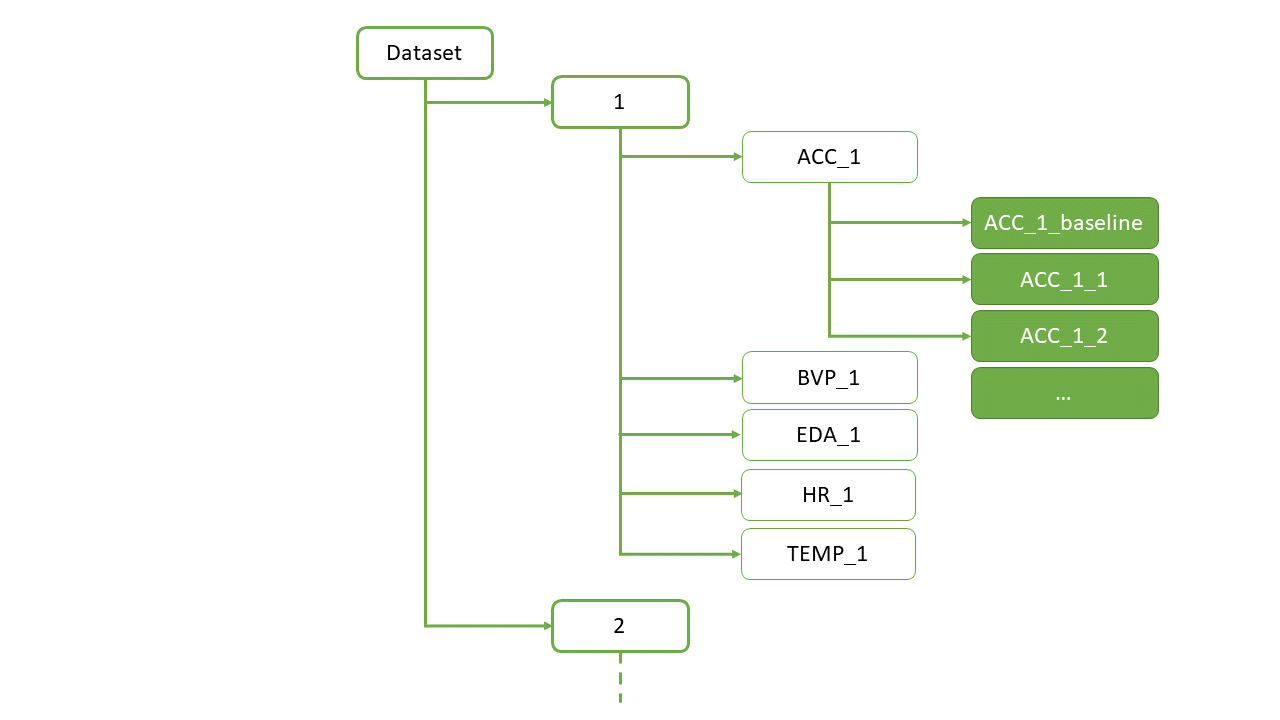 Dataset
1
ACC_1
ACC_1_baseline
ACC_1_1
ACC_1_2
...
BVP_1
EDA_1
HR_1
TEMP_1
2